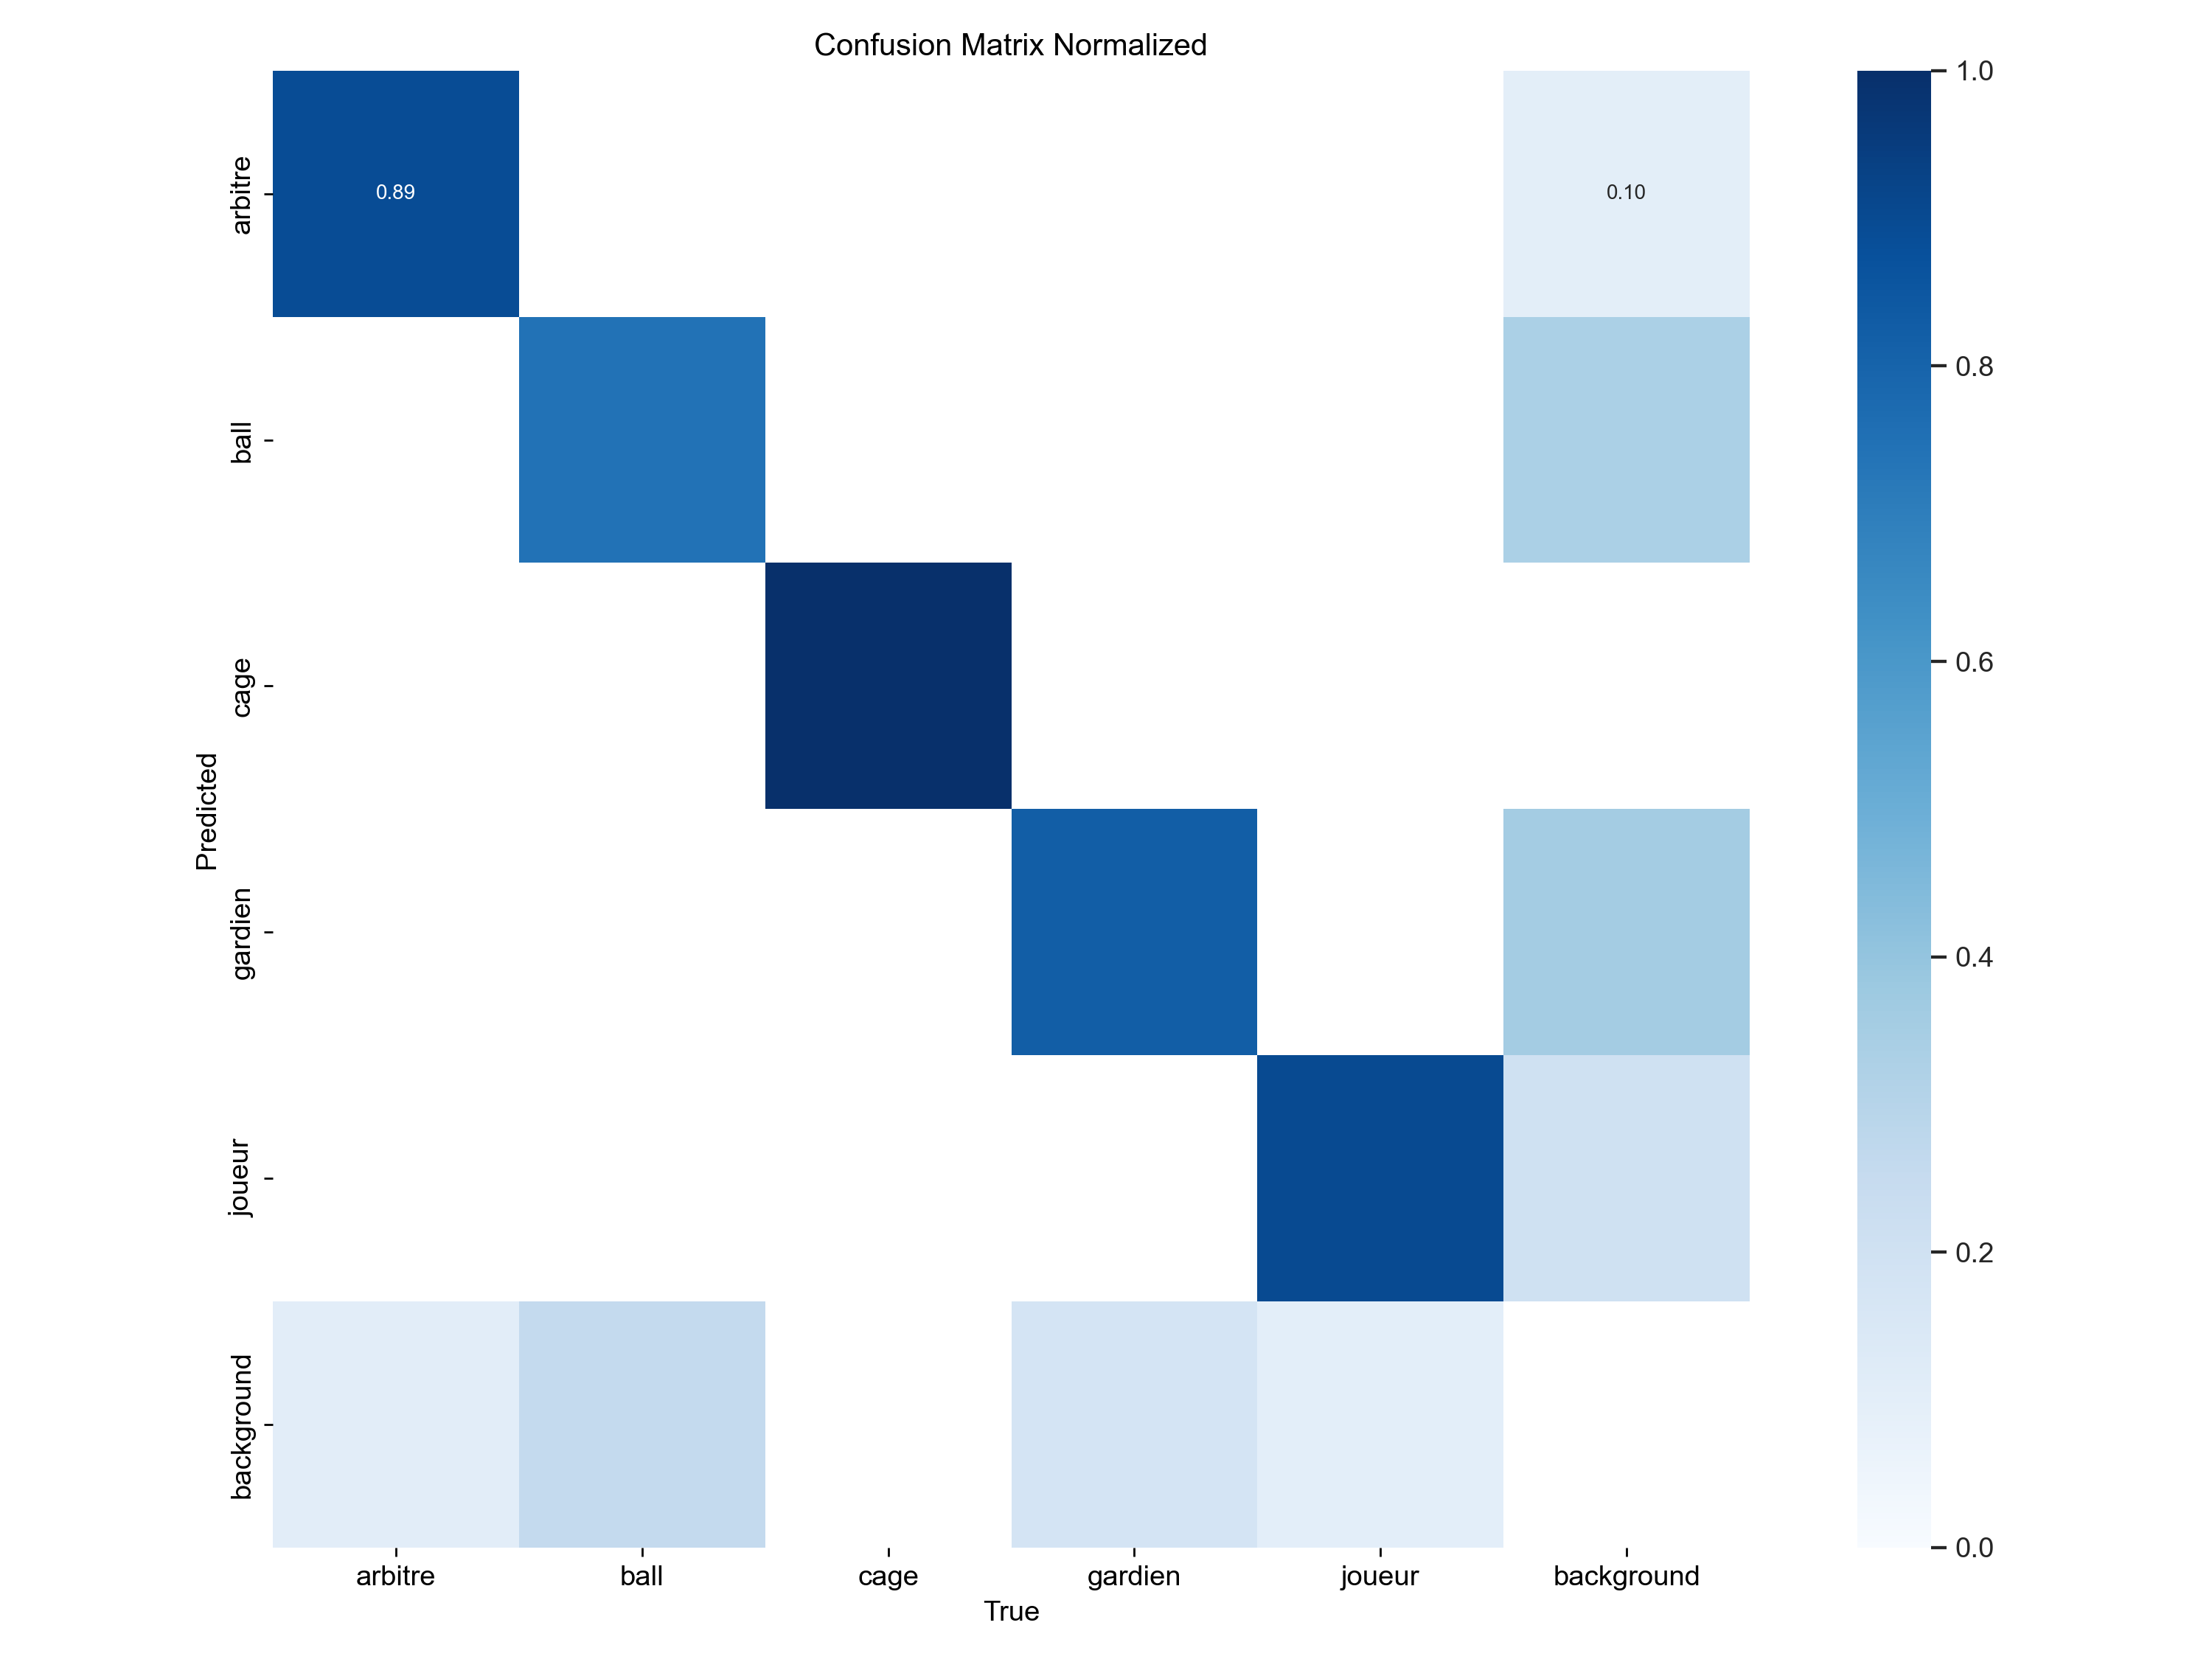 Confusion Matrix Normalized
arbitre
0.89
0.10
ball
cage
gardien
joueur
background
Predicted
arbitre ball cage gardien joueur background
True
1.0
0.8
0.6
0.4
0.2
0.0